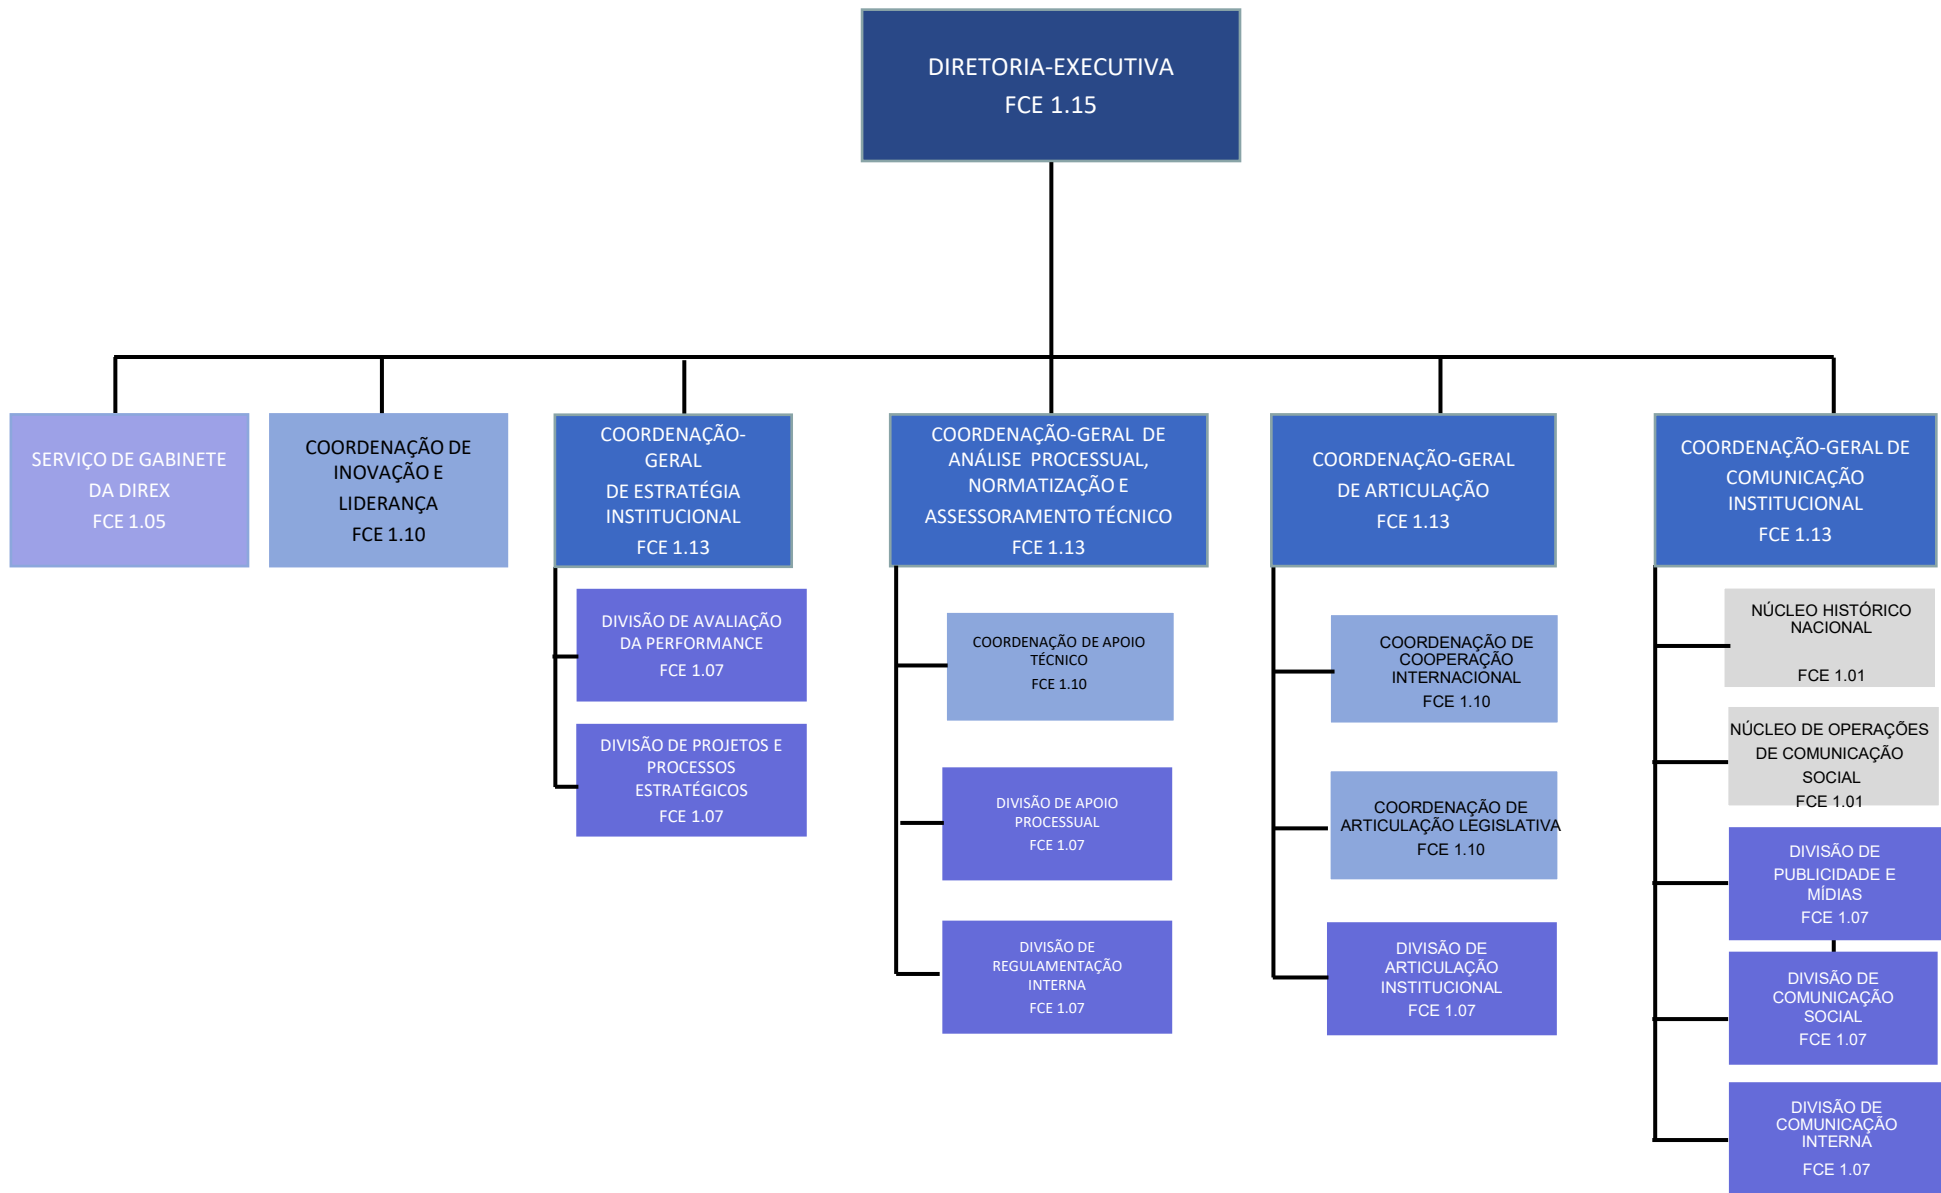 DIRETORIA-EXECUTIVA
FCE 1.15
SERVIÇO DE GABINETE
DA DIREX
FCE 1.05
COORDENAÇÃO DE
INOVAÇÃO E
LIDERANÇA
FCE 1.10
COORDENAÇÃO-
GERAL
DE ESTRATÉGIA
INSTITUCIONAL
FCE 1.13
COORDENAÇÃO-GERAL DE
ANÁLISE PROCESSUAL,
NORMATIZAÇÃO E
ASSESSORAMENTO TÉCNICO
FCE 1.13
COORDENAÇÃO-GERAL
DE ARTICULAÇÃO
FCE 1.13
COORDENAÇÃO-GERAL DE
COMUNICAÇÃO
INSTITUCIONAL
FCE 1.13
DIVISÃO DE AVALIAÇÃO
DA PERFORMANCE
FCE 1.07
DIVISÃO DE PROJETOS E
PROCESSOS
ESTRATÉGICOS
FCE 1.07
COORDENAÇÃO DE APOIO
TÉCNICO
FCE 1.10
DIVISÃO DE APOIO
PROCESSUAL
FCE 1.07
DIVISÃO DE
REGULAMENTAÇÃO
INTERNA
FCE 1.07
COORDENAÇÃO DE
COOPERAÇÃO
INTERNACIONAL
FCE 1.10
COORDENAÇÃO DE
ARTICULAÇÃO LEGISLATIVA
FCE 1.10
DIVISÃO DE
ARTICULAÇÃO
INSTITUCIONAL
FCE 1.07
NÚCLEO HISTÓRICO
NACIONAL
FCE 1.01
NÚCLEO DE OPERAÇÕES
DE COMUNICAÇÃO
SOCIAL
FCE 1.01
DIVISÃO DE
PUBLICIDADE E
MÍDIAS
FCE 1.07
DIVISÃO DE
COMUNICAÇÃO
SOCIAL
FCE 1.07
DIVISÃO DE
COMUNICAÇÃO
INTERNA
FCE 1.07